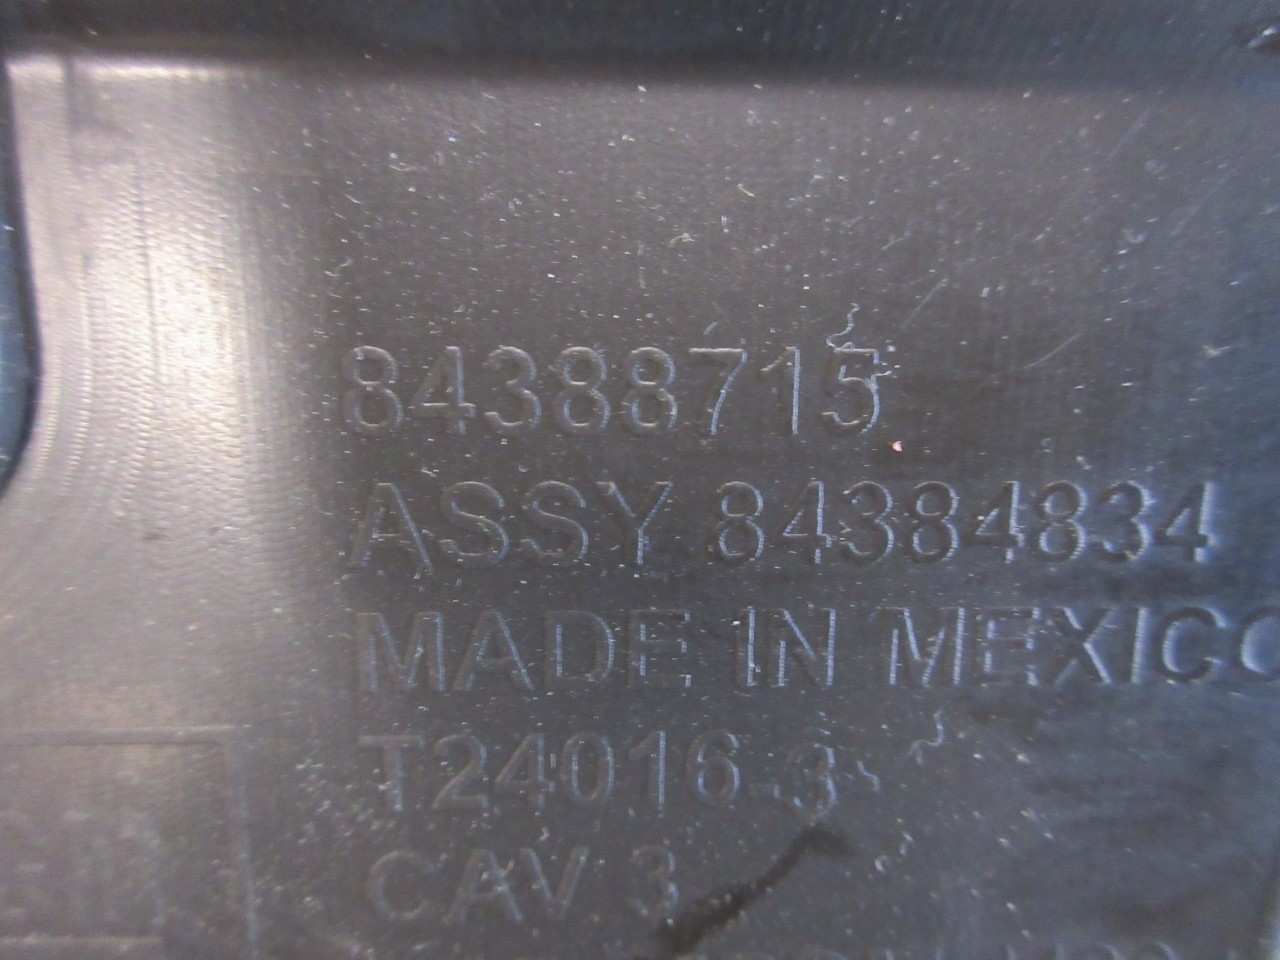 84388715
ASSY 84384834
MADE IN MEXICO
T24016-3
CAV 3